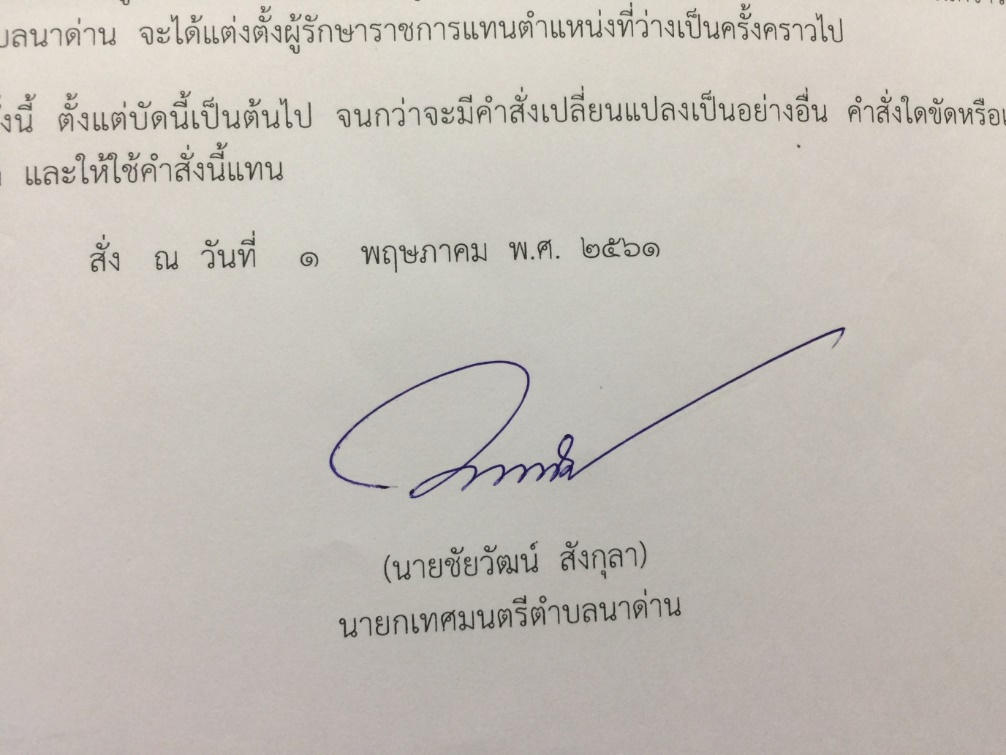 บลนาด่าน จะได้แต่งตั้งผู้รักษาราชการแทนตำแหน่งที่ว่างเป็นครั้งคราวไป
ตั้งแต่บัดนี้เป็นต้นไป จนกว่าจะมีคำสั่งเปลี่ยนแปลงเป็นอย่างอื่น คำสั่งใดขัดหรือ
และให้ใช้คำสั่งนี้แทน
สั่ง ณ วันที่ ๑ พฤษภาคม พ.ศ. ๒๕๖๑
(นายชัยวัฒน์ สังกุลา)
นายกเทศมนตรีตำบลนาด่าน